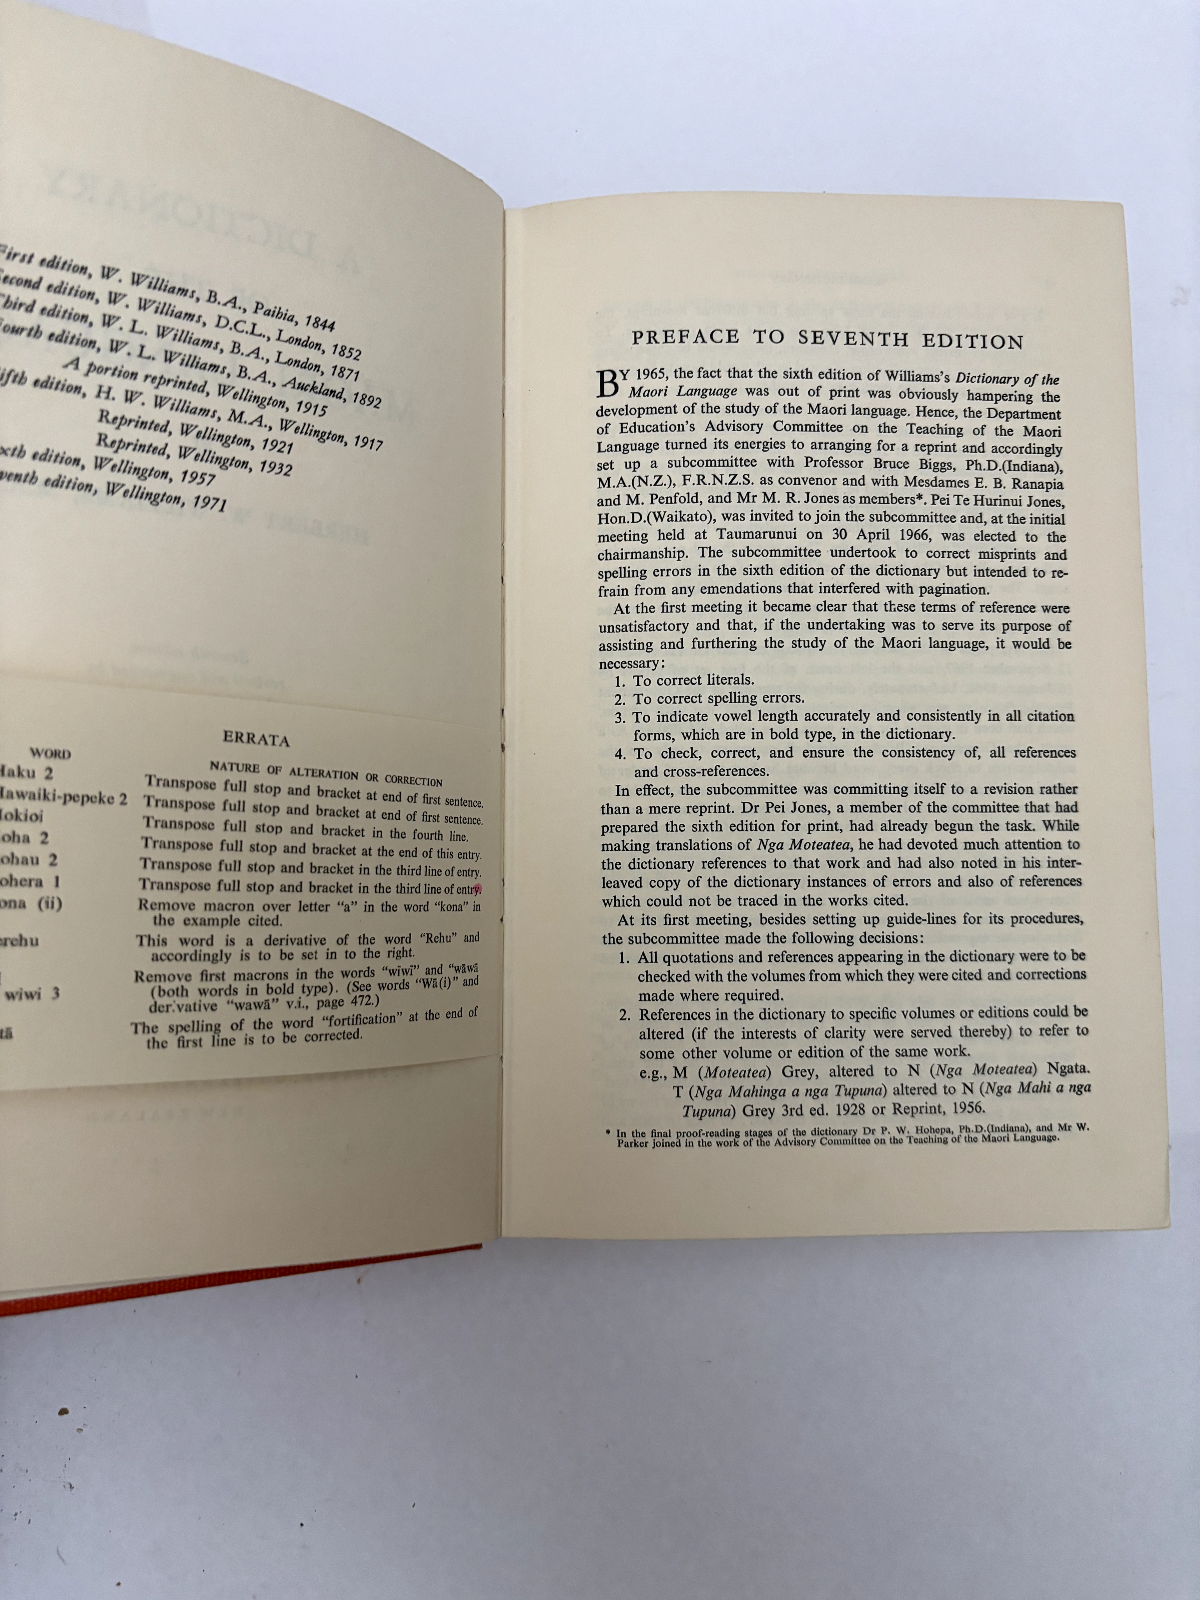 First edition, W. Williams, B.A., Paihia, 1844
Second edition, W. Williams, D.C.L., London, 1852
Third edition, W. L. Williams, B.A., London, 1871
Fourth edition, W. L. Williams, B.A., Auckland, 1892
A portion reprinted, Wellington, 1915
Fifth edition, H. W. Williams, M.A., Wellington, 1917
Reprinted, Wellington, 1921
Reprinted, Wellington, 1932
Sixth edition, Wellington, 1957
Seventh edition, Wellington, 1971
ERRATA
WORD NATURE OF ALTERATION OR CORRECTION
Haku 2 Transpose full stop and bracket at end of first sentence.
Hawaiki-pepeke 2 Transpose full stop and bracket at end of first sentence.
Hokioi Transpose full stop and bracket in the fourth line.
oha 2 Transpose full stop and bracket at the end of this entry.
ohau 2 Transpose full stop and bracket in the third line of entry.
ohera 1 Transpose full stop and bracket in the third line of entry.
ona (ii) Remove macron over letter "a" in the word "kona" in
the example cited.
rehu This word is a derivative of the word "Rehu" and
accordingly is to be set in to the right.
wiwi 3 Remove first macrons in the words "wīwī" and "wāwā
(both words in bold type). (See words "Wā(i)" and
der.vative "wawā" v.i., page 472.)
tā The spelling of the word "fortification" at the end of
the first line is to be corrected.
PREFACE TO SEVENTH EDITION
BY 1965, the fact that the sixth edition of Williams's Dictionary of the
Maori Language was out of print was obviously hampering the
development of the study of the Maori language. Hence, the Department
of Education's Advisory Committee on the Teaching of the Maori
Language turned its energies to arranging for a reprint and accordingly
set up a subcommittee with Professor Bruce Biggs, Ph.D.(Indiana),
M.A.(N.Z.), F.R.N.Z.S. as convenor and with Mesdames E. B. Ranapia
and M. Penfold, and Mr M. R. Jones as members*. Pei Te Hurinui Jones,
Hon.D.(Waikato), was invited to join the subcommittee and, at the initial
meeting held at Taumarunui on 30 April 1966, was elected to the
chairmanship. The subcommittee undertook to correct misprints and
spelling errors in the sixth edition of the dictionary but intended to re-
frain from any emendations that interfered with pagination.
At the first meeting it became clear that these terms of reference were
unsatisfactory and that, if the undertaking was to serve its purpose of
assisting and furthering the study of the Maori language, it would be
necessary:
1. To correct literals.
2. To correct spelling errors.
3. To indicate vowel length accurately and consistently in all citation
forms, which are in bold type, in the dictionary.
4. To check, correct, and ensure the consistency of, all references
and cross-references.
In effect, the subcommittee was committing itself to a revision rather
than a mere reprint. Dr Pei Jones, a member of the committee that had
prepared the sixth edition for print, had already begun the task. While
making translations of Nga Moteatea, he had devoted much attention to
the dictionary references to that work and had also noted in his inter-
leaved copy of the dictionary instances of errors and also of references
which could not be traced in the works cited.
At its first meeting, besides setting up guide-lines for its procedures,
the subcommittee made the following decisions:
1. All quotations and references appearing in the dictionary were to be
checked with the volumes from which they were cited and corrections
made where required.
2. References in the dictionary to specific volumes or editions could be
altered (if the interests of clarity were served thereby) to refer to
some other volume or edition of the same work.
e.g., M (Moteatea) Grey, altered to N (Nga Moteatea) Ngata.
T (Nga Mahinga a nga Tupuna) altered to N (Nga Mahi a nga
Tupuna) Grey 3rd ed. 1928 or Reprint, 1956.
* In the final proof-reading stages of the dictionary Dr P. W. Hohepa, Ph.D.(Indiana), and Mr W.
Parker joined in the work of the Advisory Committee on the Teaching of the Maori Language.